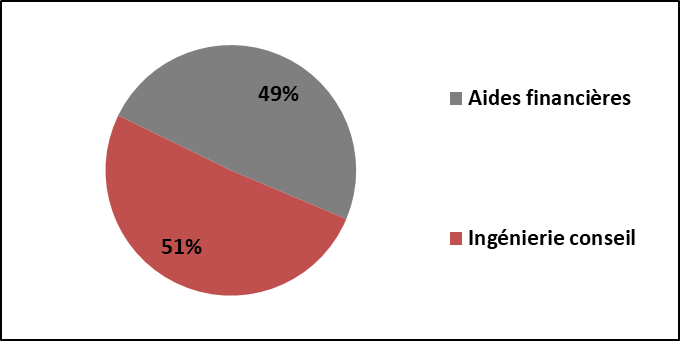 49%
Aides financières
51%
Ingénierie conseil